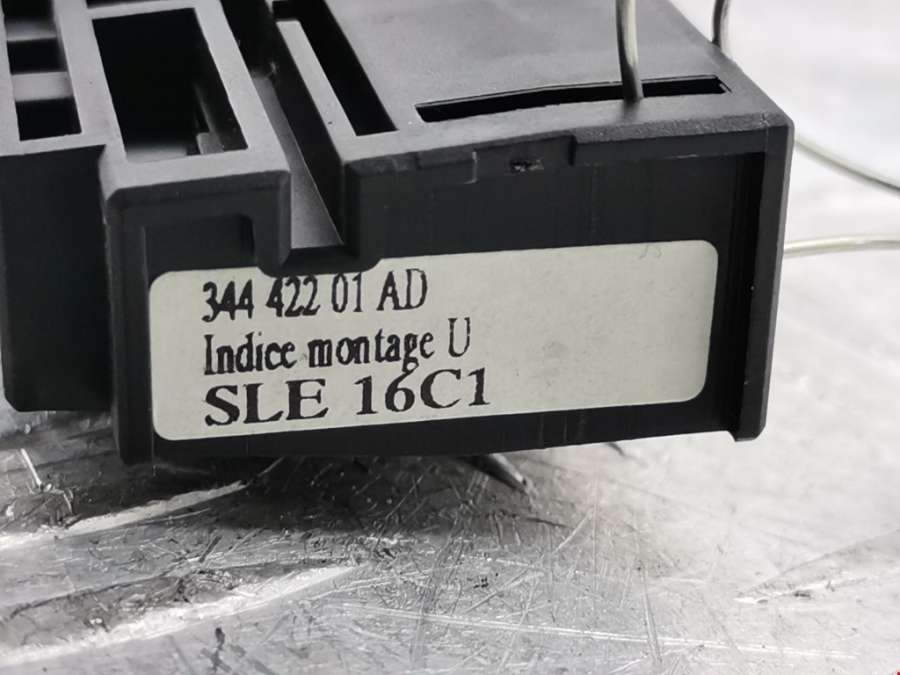 344 422 01 AD
Indice montage U
SLE 16C1